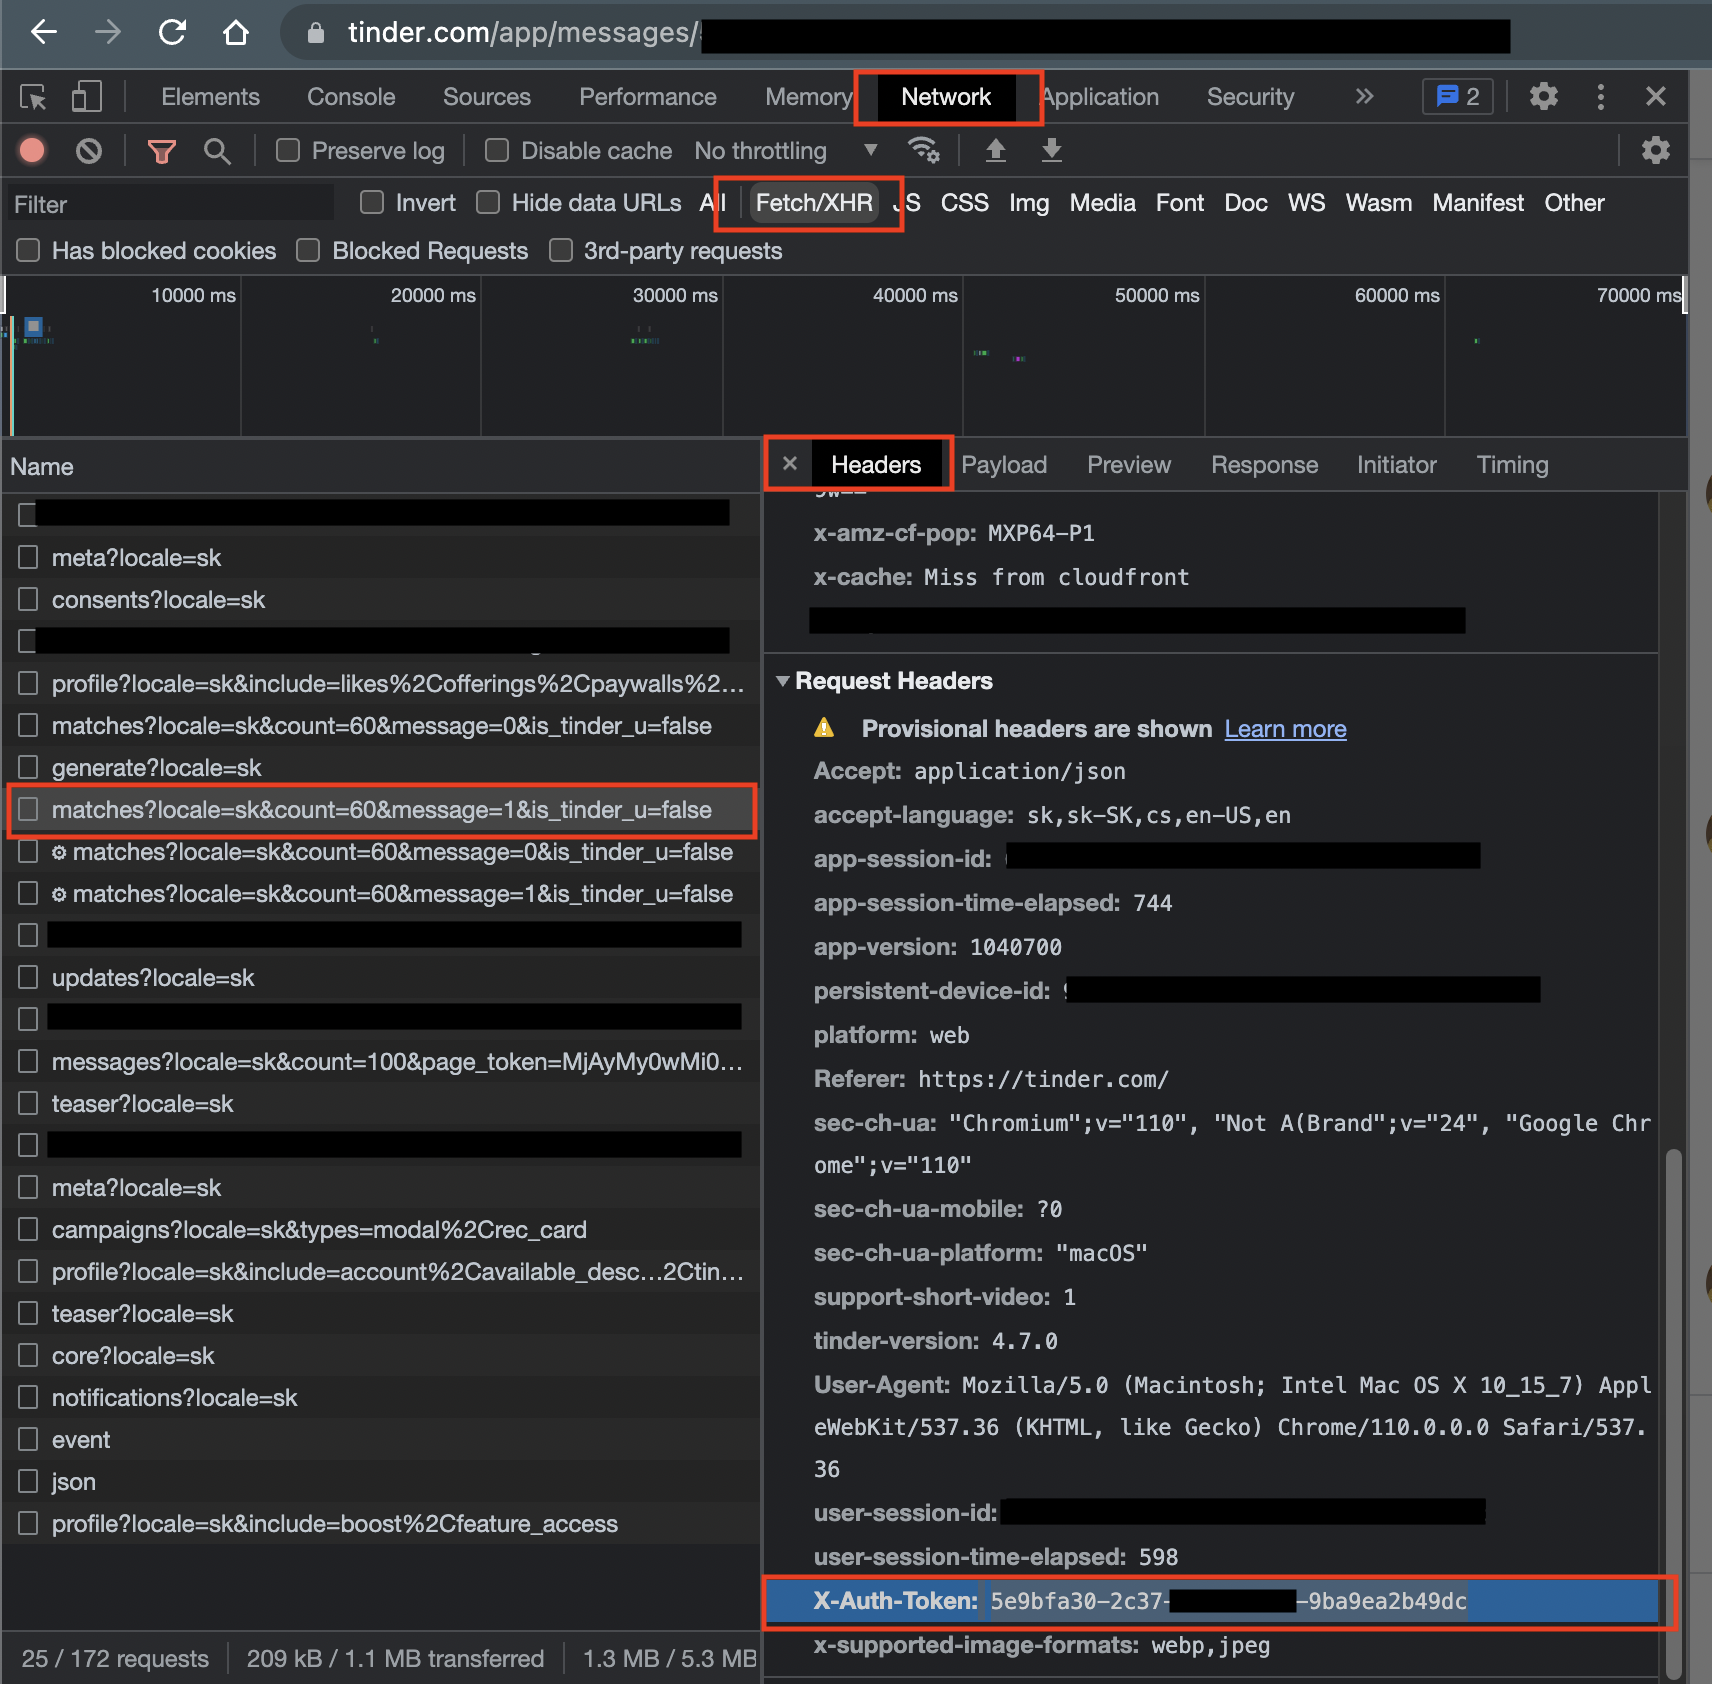 tinder.com/app/messages/
Elements Console Sources Performance Memory Network Application Security 2
Preserve log Disable cache No throttling
Filter Invert Hide data URLs All Fetch/XHR JS CSS Img Media Font Doc WS Wasm Manifest Other
Has blocked cookies Blocked Requests 3rd-party requests
10000 ms 20000 ms 30000 ms 40000 ms 50000 ms 60000 ms 70000 ms
Name
meta?locale=sk
consents?locale=sk
profile?locale=sk&include=likes%2Cofferings%2Cpaywalls%2...
matches?locale=sk&count=60&message=0&is_tinder_u=false
generate?locale=sk
matches?locale=sk&count=60&message=1&is_tinder_u=false
matches?locale=sk&count=60&message=0&is_tinder_u=false
matches?locale=sk&count=60&message=1&is_tinder_u=false
updates?locale=sk
messages?locale=sk&count=100&page_token=MjAyMy0wMi0...
teaser?locale=sk
meta?locale=sk
campaigns?locale=sk&types=modal%2Crec_card
profile?locale=sk&include=account%2Cavailable_desc...2Ctin...
teaser?locale=sk
core?locale=sk
notifications?locale=sk
event
json
profile?locale=sk&include=boost%2Cfeature_access
25 / 172 requests 209 kB / 1.1 MB transferred 1.3 MB / 5.3 MB
Headers Payload Preview Response Initiator Timing
x-amz-cf-pop: MXP64-P1
x-cache: Miss from cloudfront
Request Headers
Provisional headers are shown Learn more
Accept: application/json
accept-language: sk,sk-SK,cs,en-US,en
app-session-id:
app-session-time-elapsed: 744
app-version: 1040700
persistent-device-id:
platform: web
Referer: https://tinder.com/
sec-ch-ua: "Chromium";v="110", "Not A(Brand";v="24", "Google Chr
ome";v="110"
sec-ch-ua-mobile: ?0
sec-ch-ua-platform: "macOS"
support-short-video: 1
tinder-version: 4.7.0
User-Agent: Mozilla/5.0 (Macintosh; Intel Mac OS X 10_15_7) Appl
eWebKit/537.36 (KHTML, like Gecko) Chrome/110.0.0.0 Safari/537.
36
user-session-id:
user-session-time-elapsed: 598
X-Auth-Token: 5e9bfa30-2c37- -9ba9ea2b49dc
x-supported-image-formats: webp,jpeg